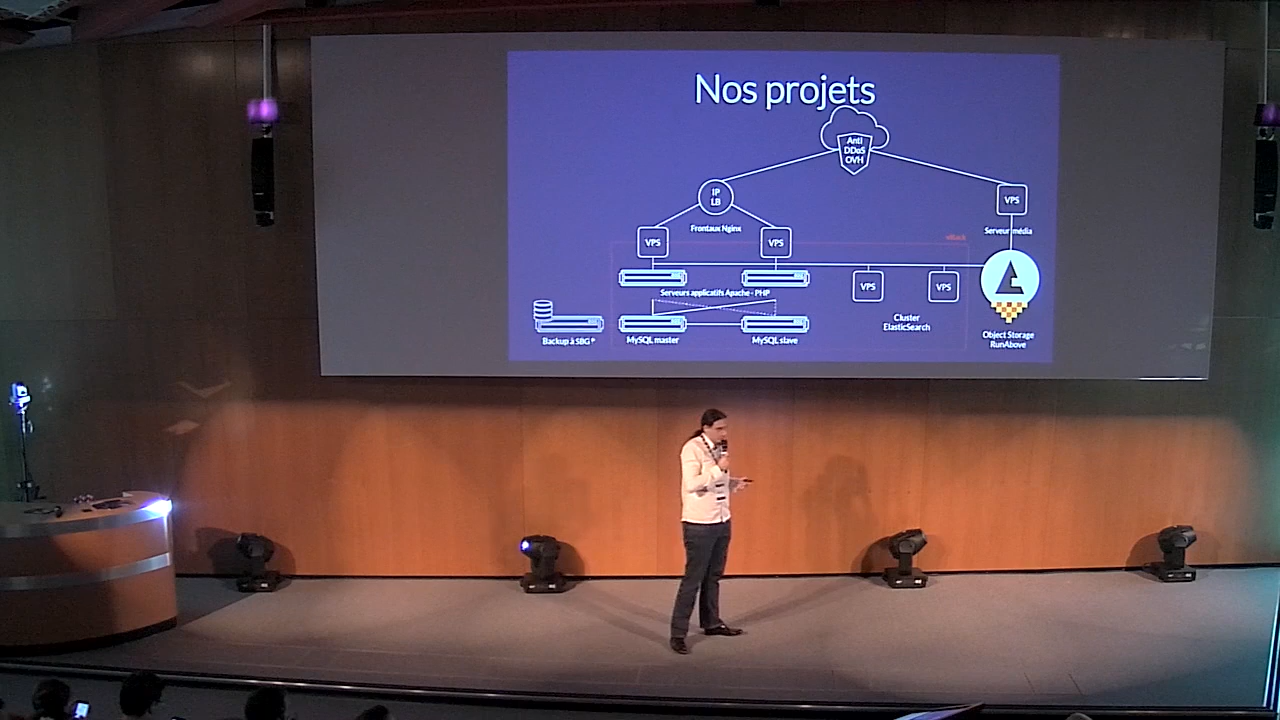 Nos projets
Anti
DDoS
OVH
IP
LB
VPS
Frontaux Nginx
Serveur média
VPS
VPS
vRack
Serveurs applicatifs Apache - PHP
VPS
VPS
Cluster
ElasticSearch
Object Storage
RunAbove
Backup à SBG
MySQL master
MySQL slave